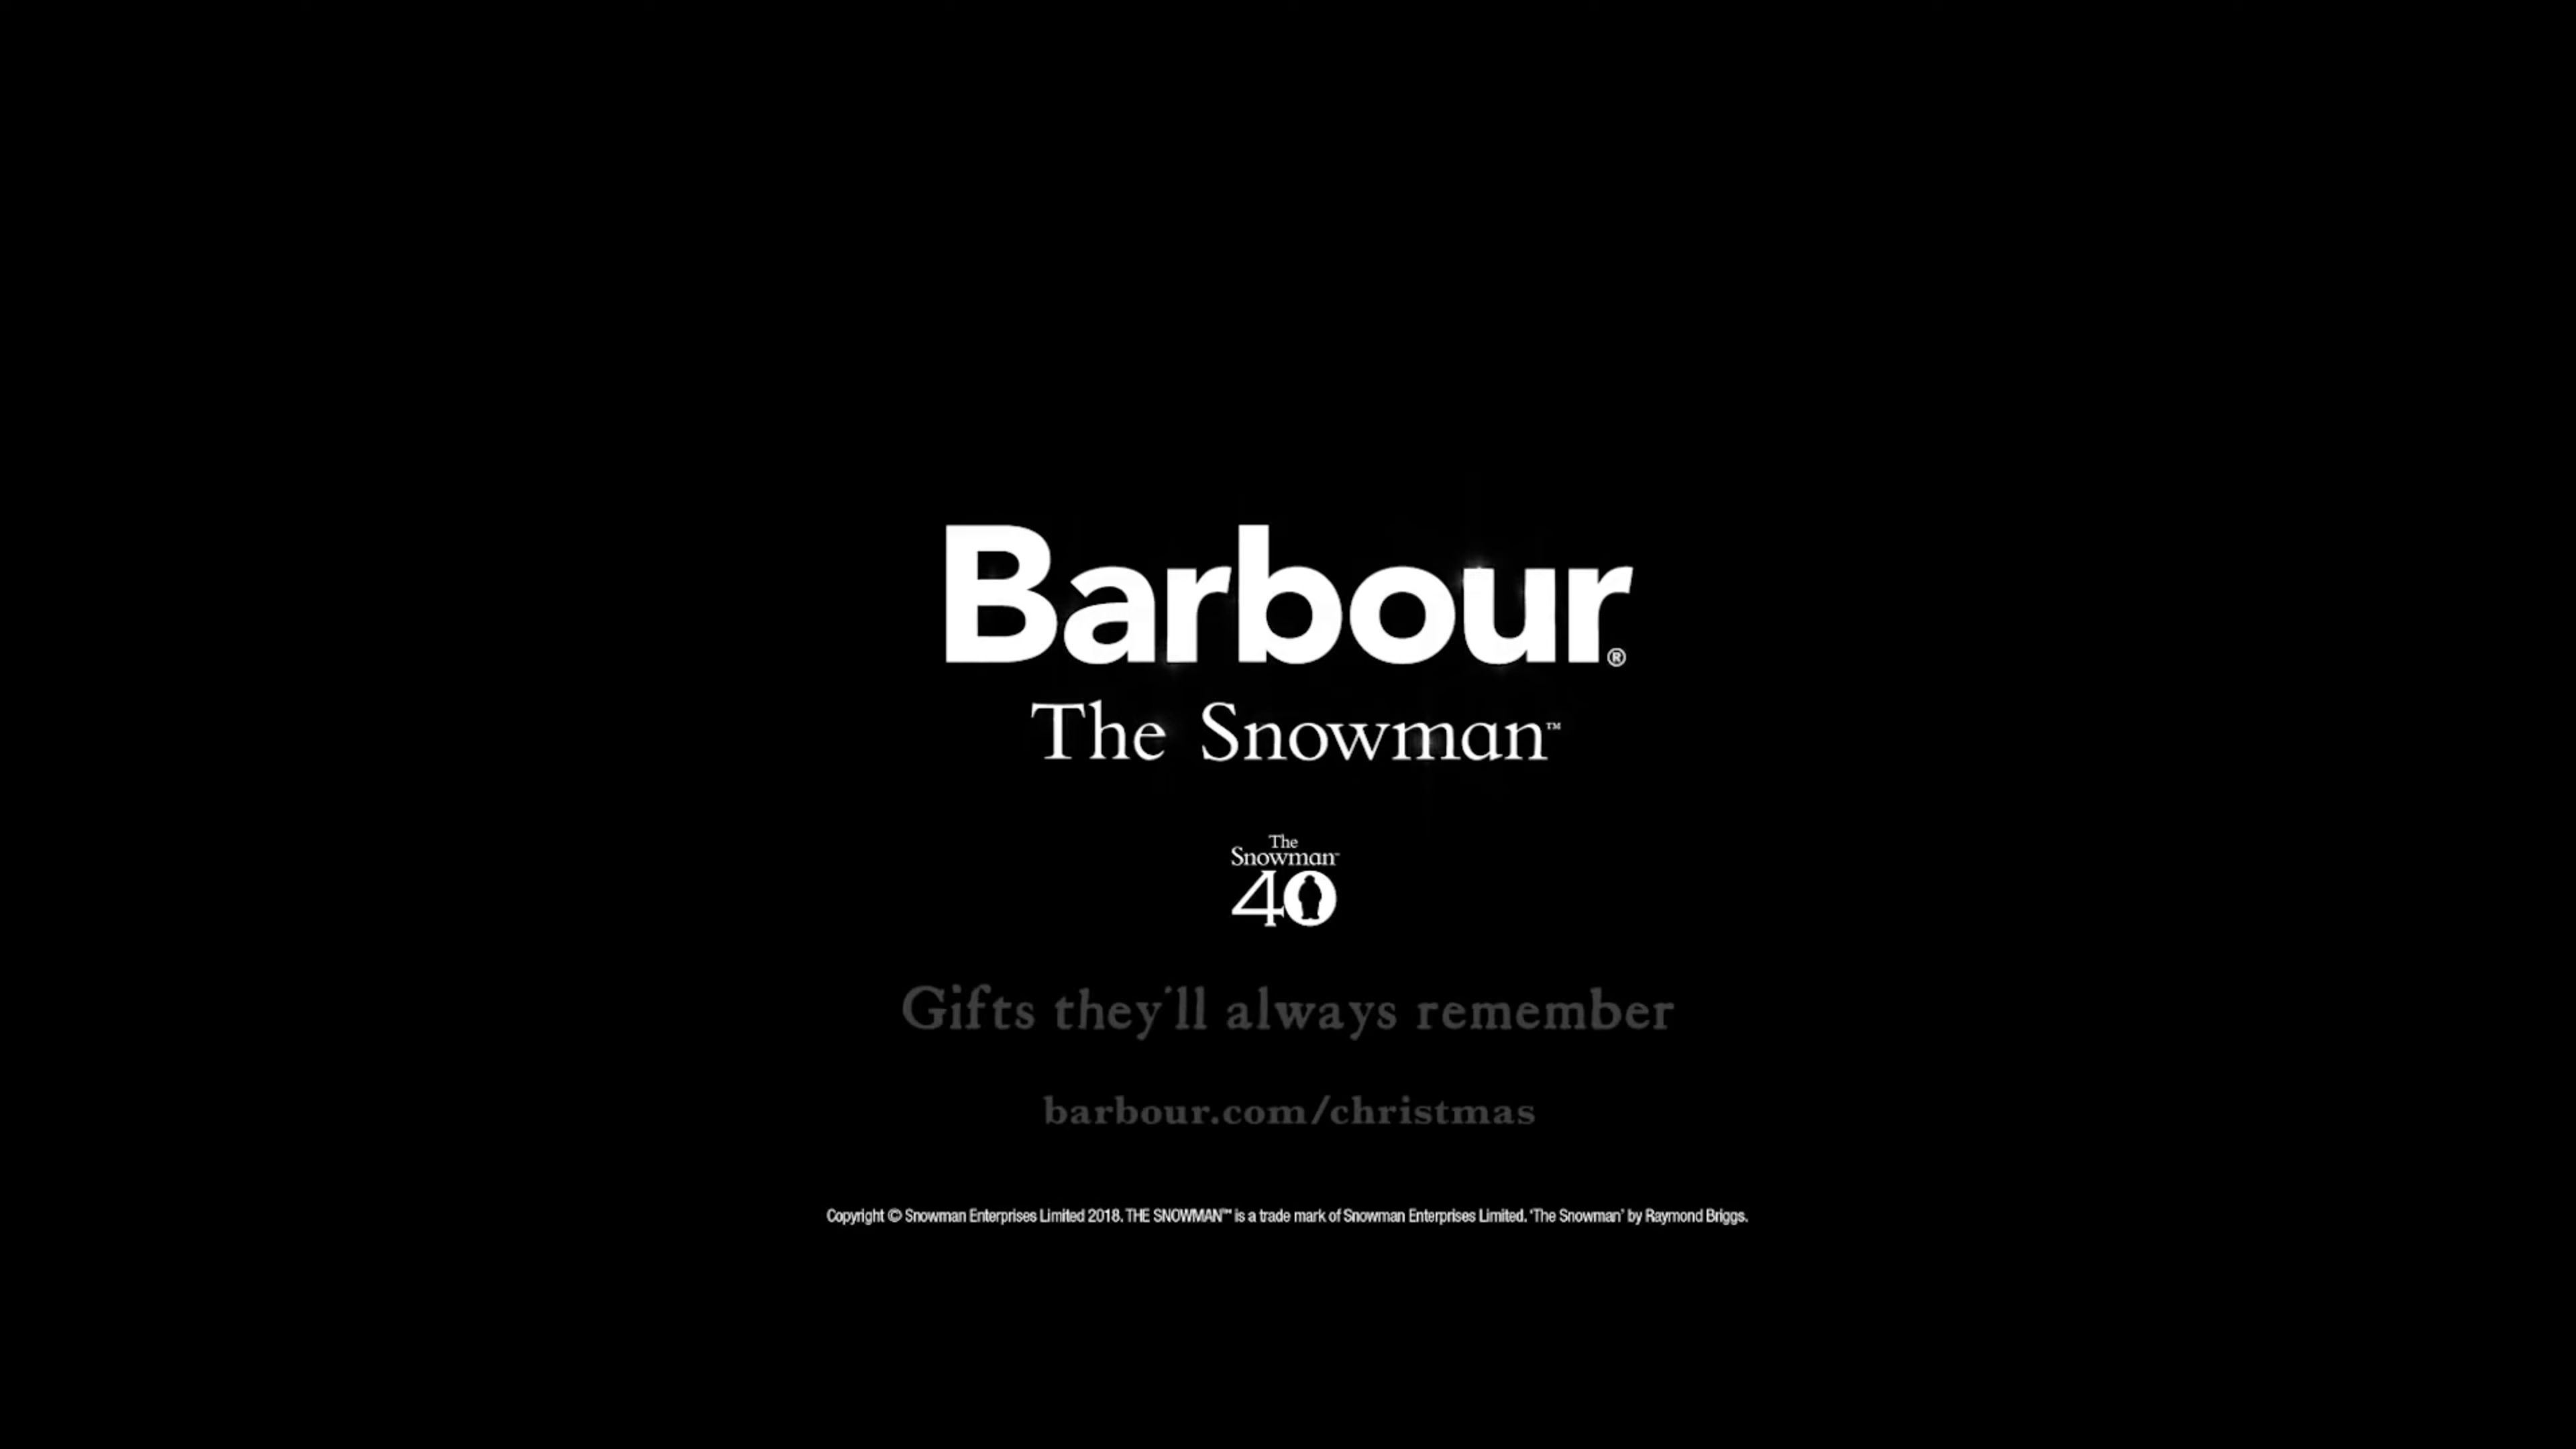 Barbour®
The Snowman™
The
Snowman™
40
Gifts they'll always remember
barbour.com/christmas
Copyright © Snowman Enterprises Limited 2018. THE SNOWMAN™ is a trade mark of Snowman Enterprises Limited. 'The Snowman' by Raymond Briggs.